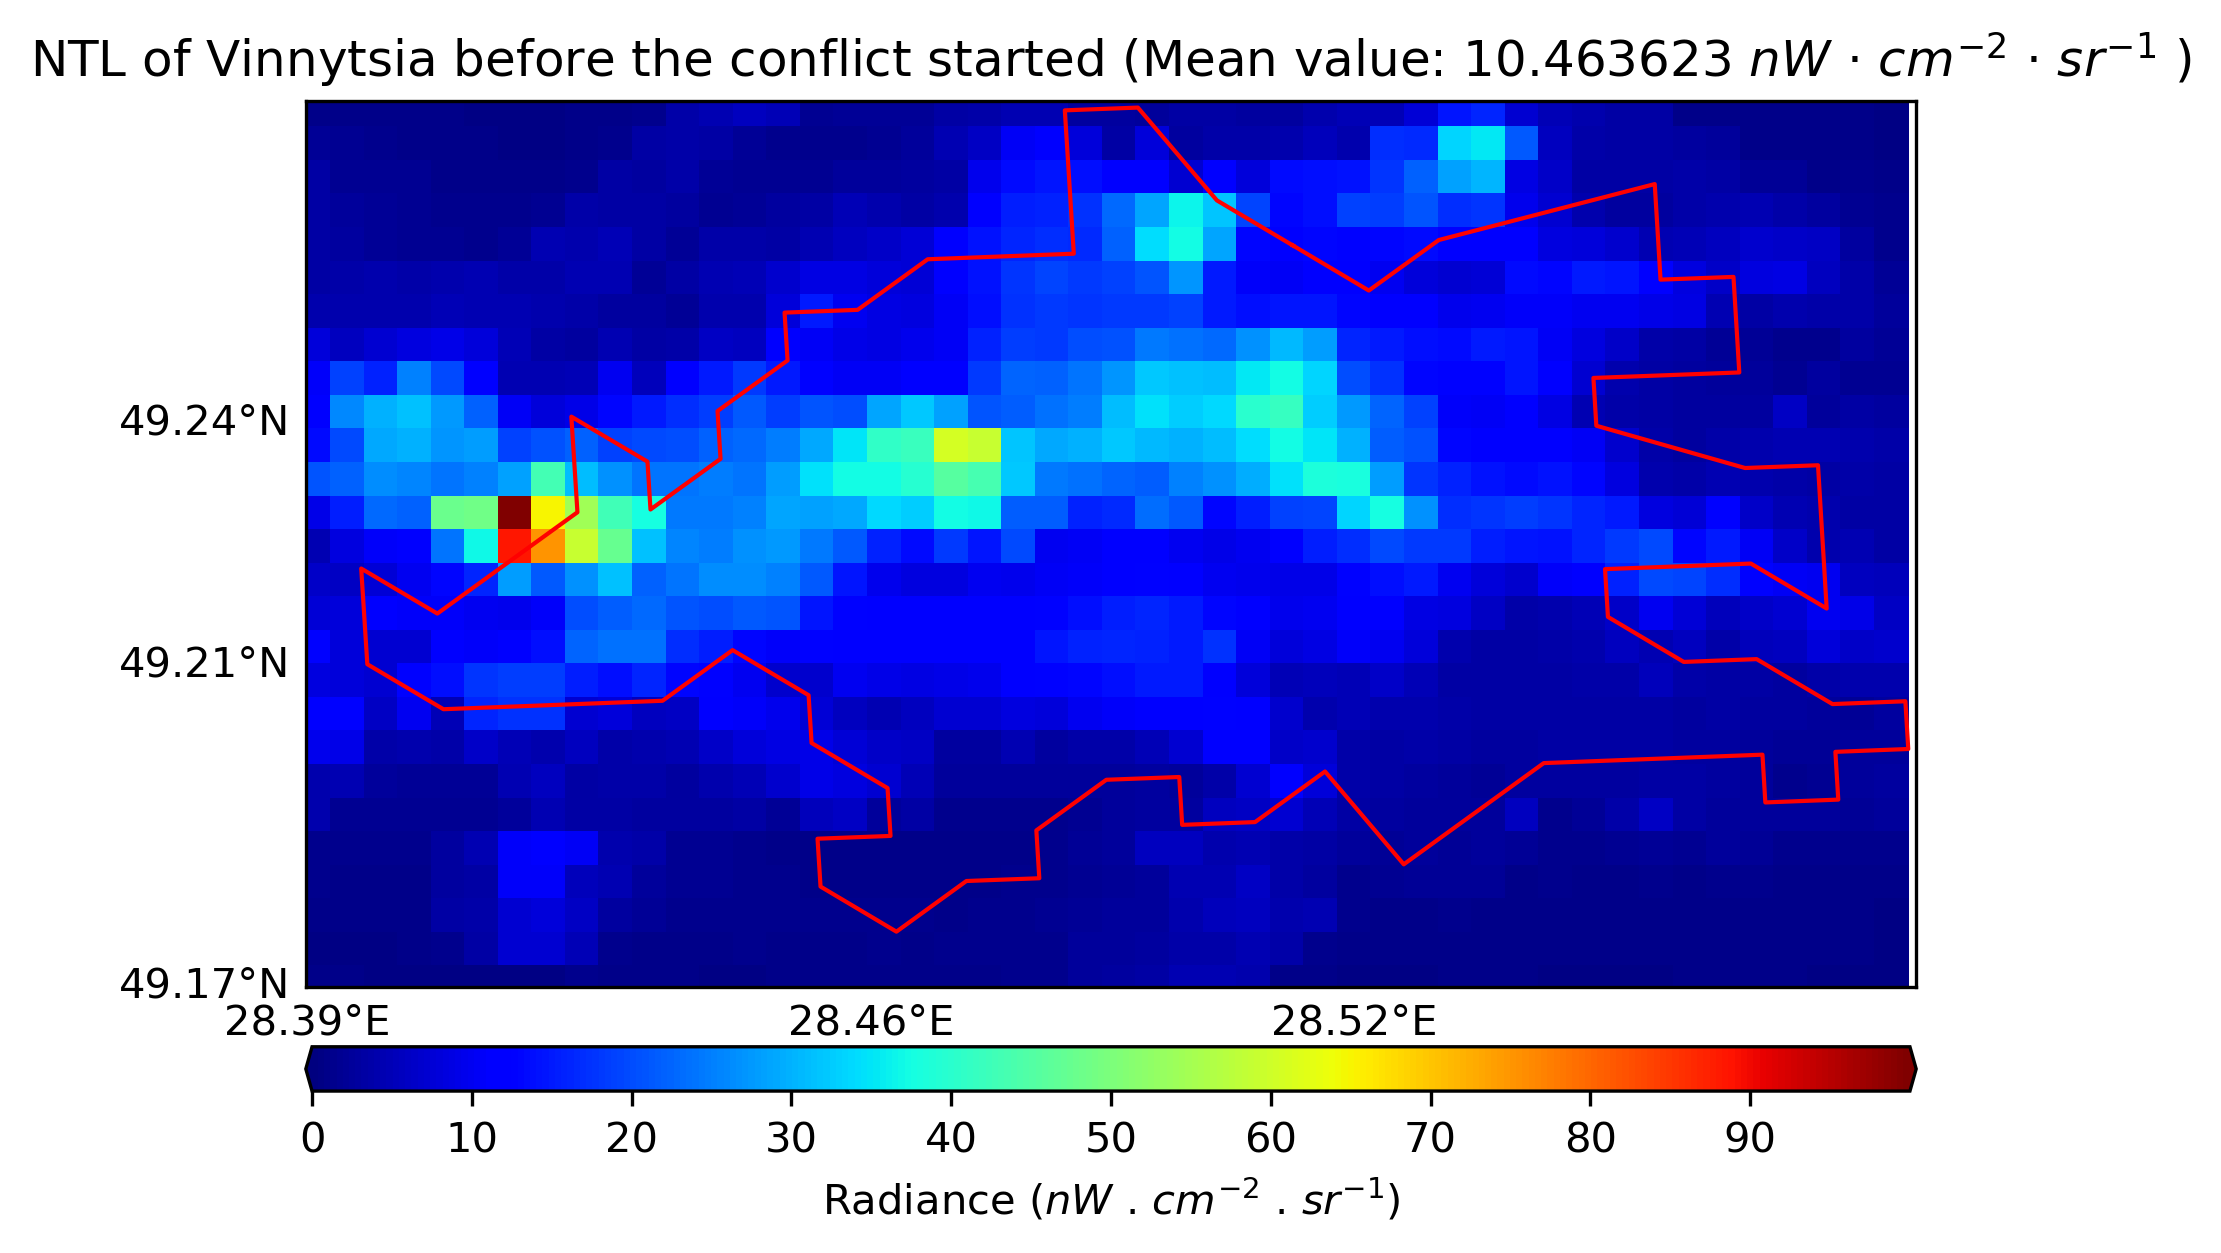 NTL of Vinnytsia before the conflict started (Mean value: 10.463623 nW · cm⁻² · sr⁻¹ )
49.24°N
49.21°N
49.17°N
28.39°E 28.46°E 28.52°E
0 10 20 30 40 50 60 70 80 90
Radiance (nW . cm⁻² . sr⁻¹)